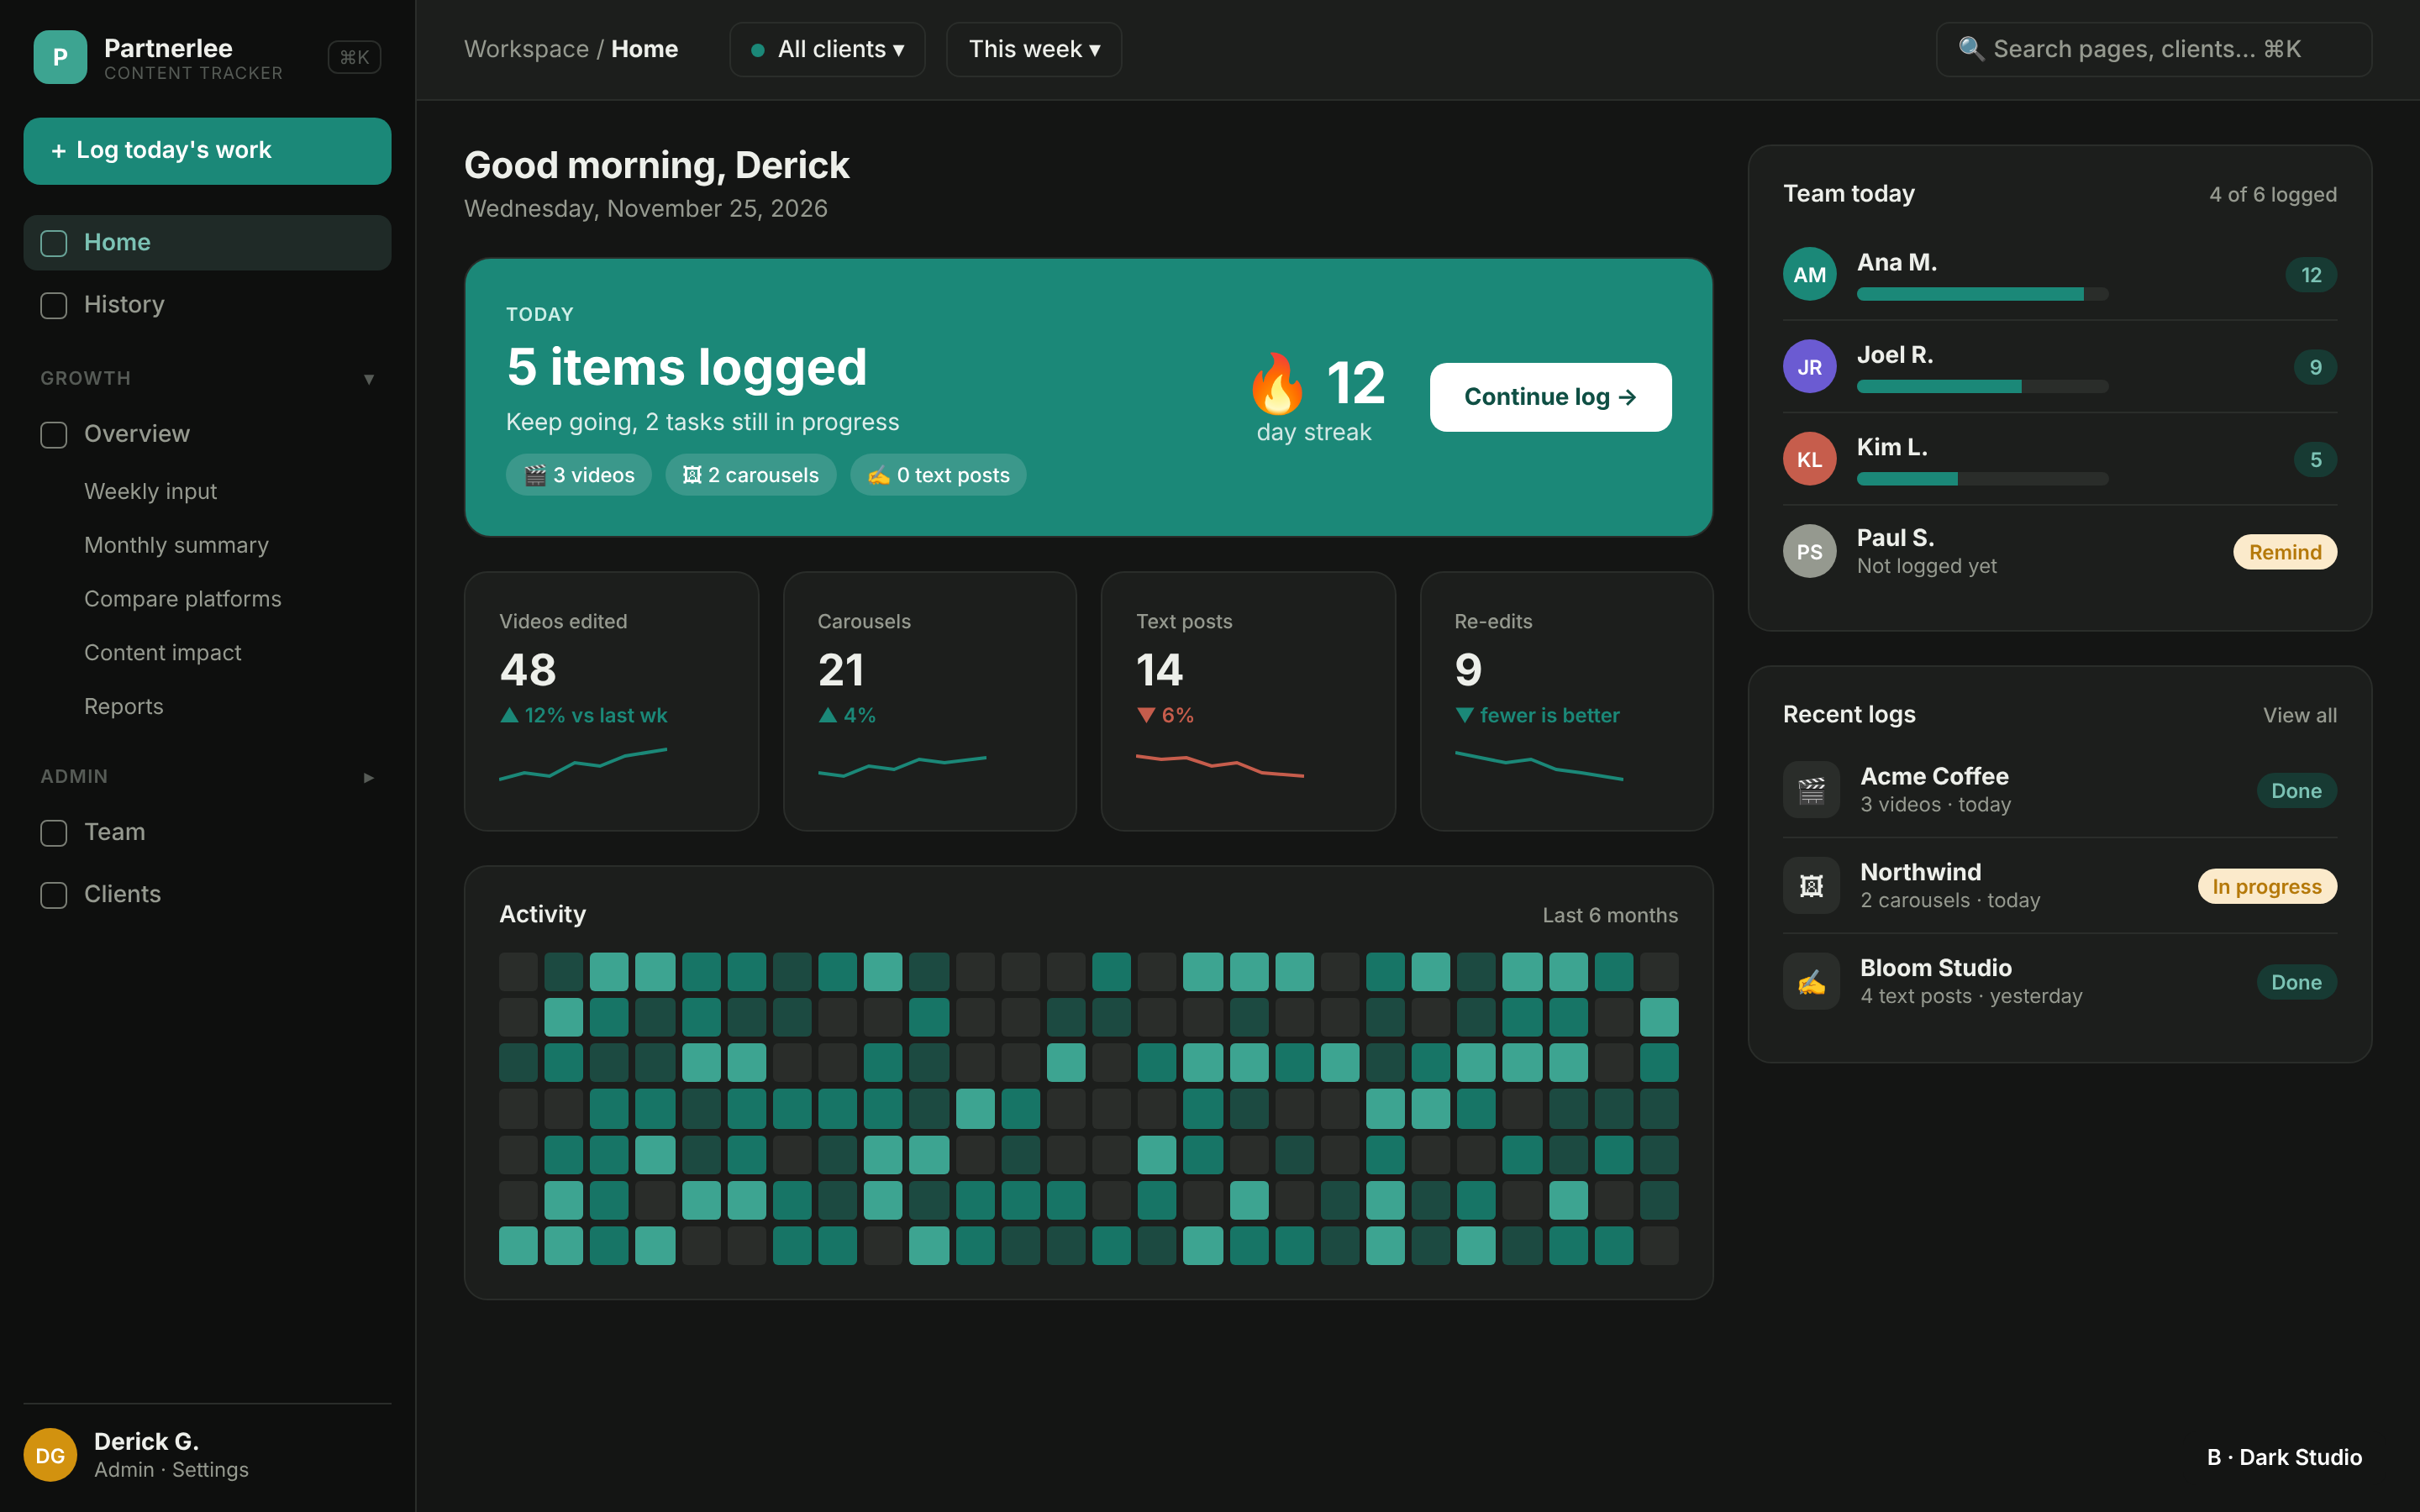 P
Partnerlee
CONTENT TRACKER
⌘K
+ Log today's work
Home
History
GROWTH ▾
Overview
Weekly input
Monthly summary
Compare platforms
Content impact
Reports
ADMIN ▸
Team
Clients
DG
Derick G.
Admin · Settings
Workspace / Home
All clients ▾
This week ▾
🔍 Search pages, clients... ⌘K
Good morning, Derick
Wednesday, November 25, 2026
TODAY
5 items logged
Keep going, 2 tasks still in progress
🎬 3 videos
🖼 2 carousels
✍️ 0 text posts
🔥 12
day streak
Continue log →
Videos edited
48
▲ 12% vs last wk
Carousels
21
▲ 4%
Text posts
14
▼ 6%
Re-edits
9
▼ fewer is better
Activity
Last 6 months
Team today
4 of 6 logged
AM
Ana M.
12
JR
Joel R.
9
KL
Kim L.
5
PS
Paul S.
Not logged yet
Remind
Recent logs
View all
Acme Coffee
3 videos · today
Done
Northwind
2 carousels · today
In progress
Bloom Studio
4 text posts · yesterday
Done
B · Dark Studio